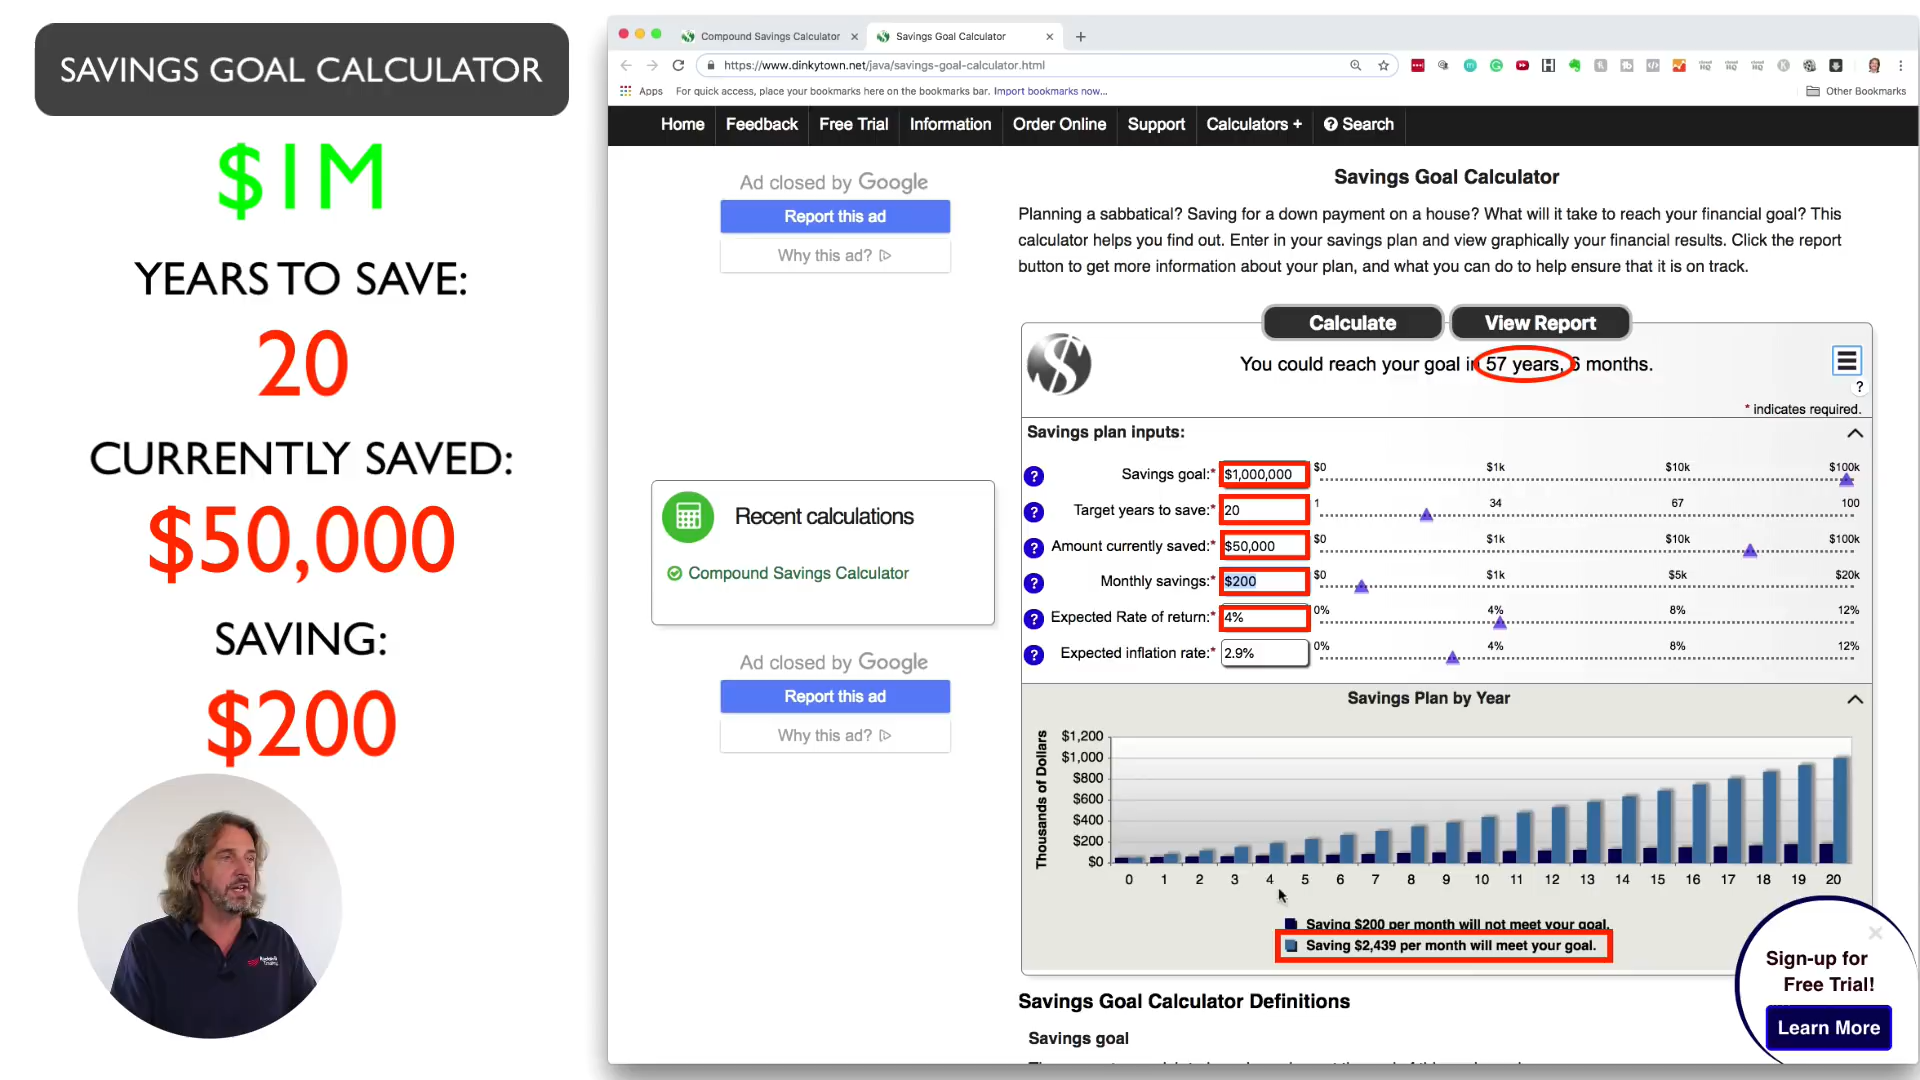 SAVINGS GOAL CALCULATOR
$1M
YEARS TO SAVE:
20
CURRENTLY SAVED:
$50,000
SAVING:
$200
Compound Savings Calculator
Savings Goal Calculator
https://www.dinkytown.net/java/savings-goal-calculator.html
Apps For quick access, place your bookmarks here on the bookmarks bar. Import bookmarks now...
Other Bookmarks
Home Feedback Free Trial Information Order Online Support Calculators + Search
Ad closed by Google
Report this ad
Why this ad?
Recent calculations
Compound Savings Calculator
Ad closed by Google
Report this ad
Why this ad?
Savings Goal Calculator
Planning a sabbatical? Saving for a down payment on a house? What will it take to reach your financial goal? This
calculator helps you find out. Enter in your savings plan and view graphically your financial results. Click the report
button to get more information about your plan, and what you can do to help ensure that it is on track.
Calculate View Report
You could reach your goal in 57 years, 6 months.
?
* indicates required.
Savings plan inputs:
? Savings goal:* $1,000,000 $0 $1k $10k $100k
? Target years to save:* 20 1 34 67 100
? Amount currently saved:* $50,000 $0 $1k $10k $100k
? Monthly savings:* $200 $0 $1k $5k $20k
? Expected Rate of return:* 4% 0% 4% 8% 12%
? Expected inflation rate:* 2.9% 0% 4% 8% 12%
Savings Plan by Year
Thousands of Dollars
$1,200
$1,000
$800
$600
$400
$200
$0
0 1 2 3 4 5 6 7 8 9 10 11 12 13 14 15 16 17 18 19 20
Saving $200 per month will not meet your goal.
Saving $2,439 per month will meet your goal.
Sign-up for
Free Trial!
Learn More
Savings Goal Calculator Definitions
Savings goal